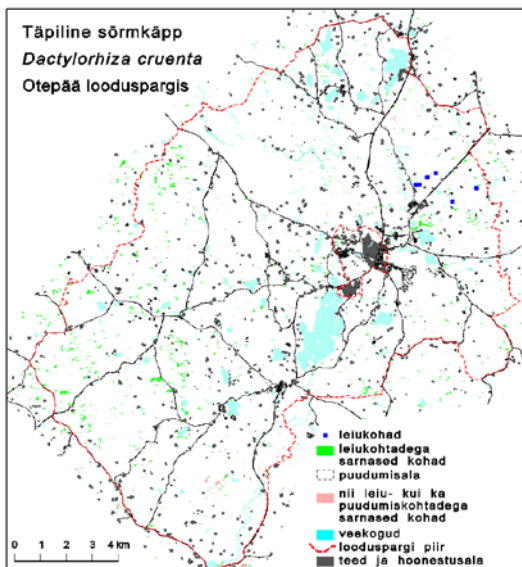 Täpiline sõrmkäpp
Dactylorhiza cruenta
Otepää looduspargis
leiukohad
leiukohtadega
sarnased kohad
puudumisala
nii leiu- kui ka
puudumiskohtadega
sarnased kohad
veekogud
looduspargi piir
teed ja hoonestusala
0 1 2 3 4 km